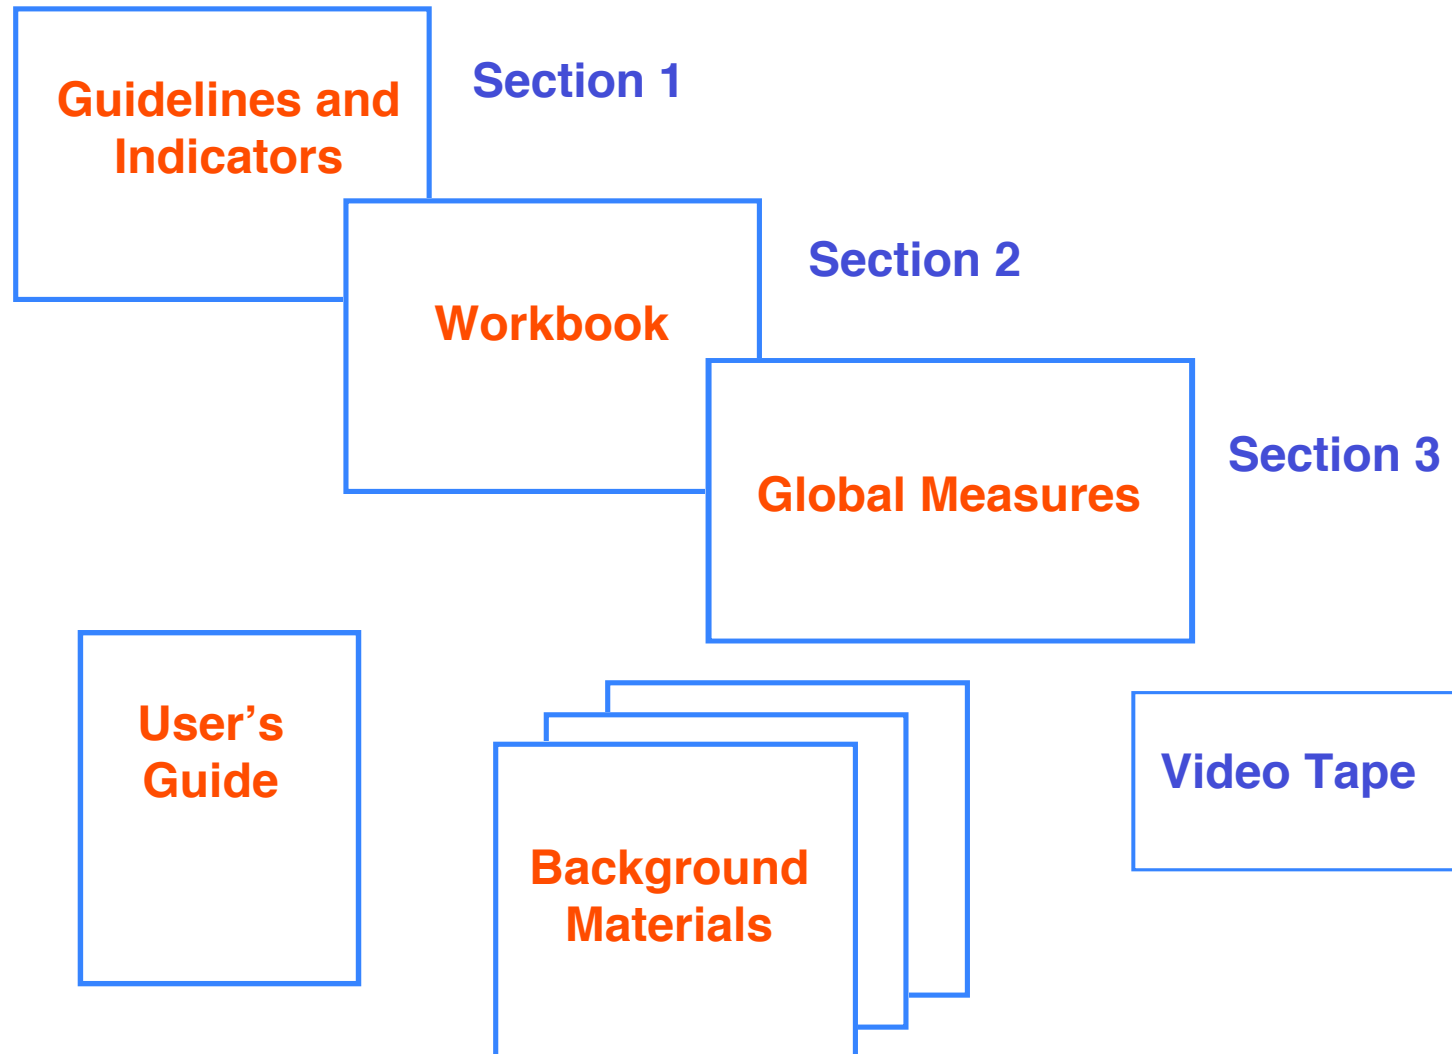 Guidelines and
Indicators
Section 1
Workbook
Section 2
Global Measures
Section 3
User’s
Guide
Background
Materials
Video Tape